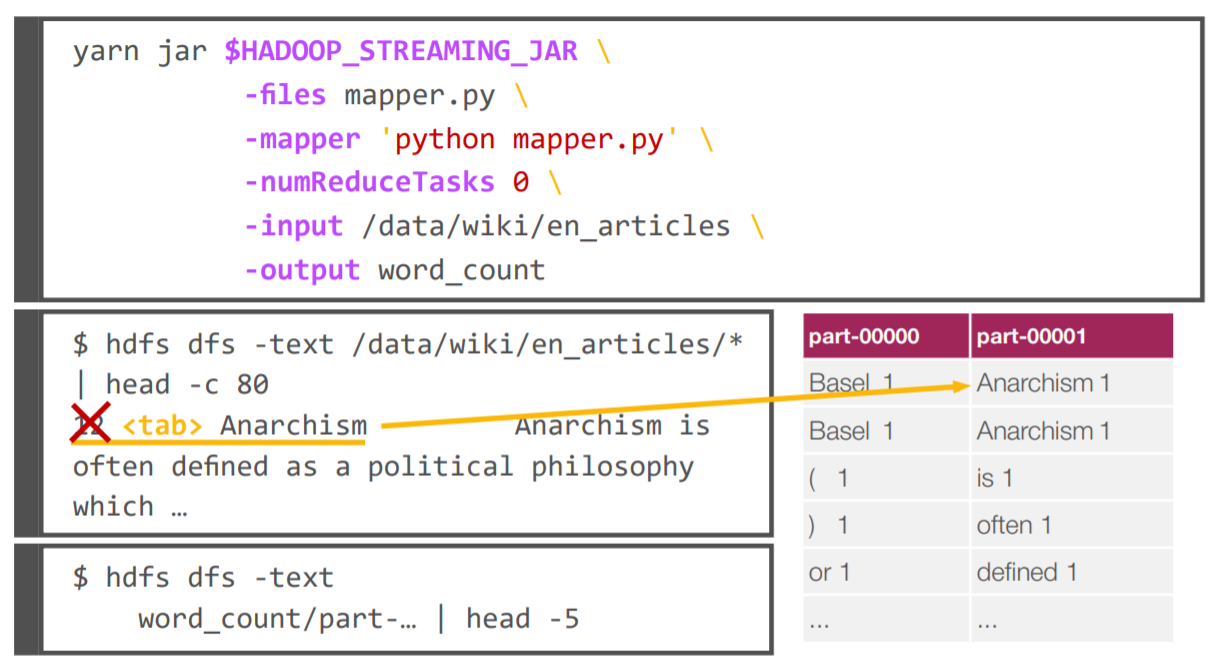 yarn jar $HADOOP_STREAMING_JAR \
-files mapper.py \
-mapper 'python mapper.py' \
-numReduceTasks 0 \
-input /data/wiki/en_articles \
-output word_count
$ hdfs dfs -text /data/wiki/en_articles/*
| head -c 80
12 <tab> Anarchism Anarchism is
often defined as a political philosophy
which …
$ hdfs dfs -text
word_count/part-… | head -5
part-00000 part-00001
Basel 1 Anarchism 1
Basel 1 Anarchism 1
( 1 is 1
) 1 often 1
or 1 defined 1
... ...